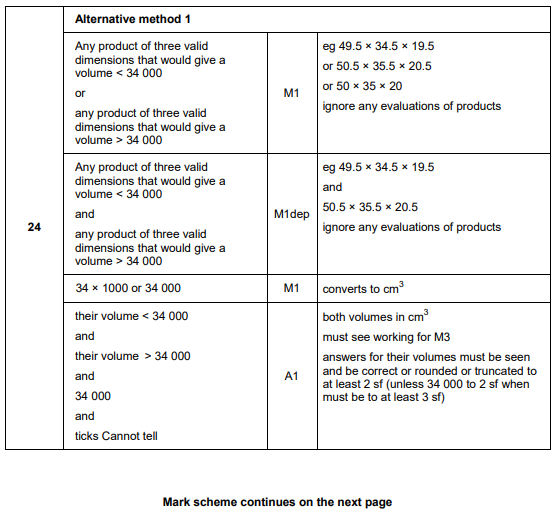 Alternative method 1
Any product of three valid
dimensions that would give a
volume < 34 000
or
any product of three valid
dimensions that would give a
volume > 34 000
M1
eg 49.5 × 34.5 × 19.5
or 50.5 × 35.5 × 20.5
or 50 × 35 × 20
ignore any evaluations of products
24
Any product of three valid
dimensions that would give a
volume < 34 000
and
any product of three valid
dimensions that would give a
volume > 34 000
M1dep
eg 49.5 × 34.5 × 19.5
and
50.5 × 35.5 × 20.5
ignore any evaluations of products
34 × 1000 or 34 000
M1
converts to cm³
their volume < 34 000
and
their volume > 34 000
and
34 000
and
ticks Cannot tell
A1
both volumes in cm³
must see working for M3
answers for their volumes must be seen
and be correct or rounded or truncated to
at least 2 sf (unless 34 000 to 2 sf when
must be to at least 3 sf)
Mark scheme continues on the next page